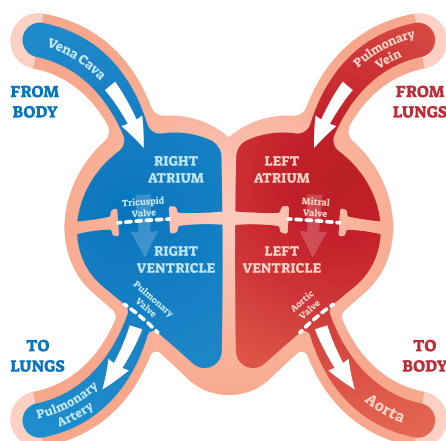 Vena Cava
Pulmonary
Vein
FROM
BODY
FROM
LUNGS
RIGHT
ATRIUM
LEFT
ATRIUM
Tricuspid
Valve
Mitral
Valve
RIGHT
VENTRICLE
LEFT
VENTRICLE
Pulmonary
Valve
Aortic
Valve
TO
LUNGS
TO
BODY
Pulmonary
Artery
Aorta